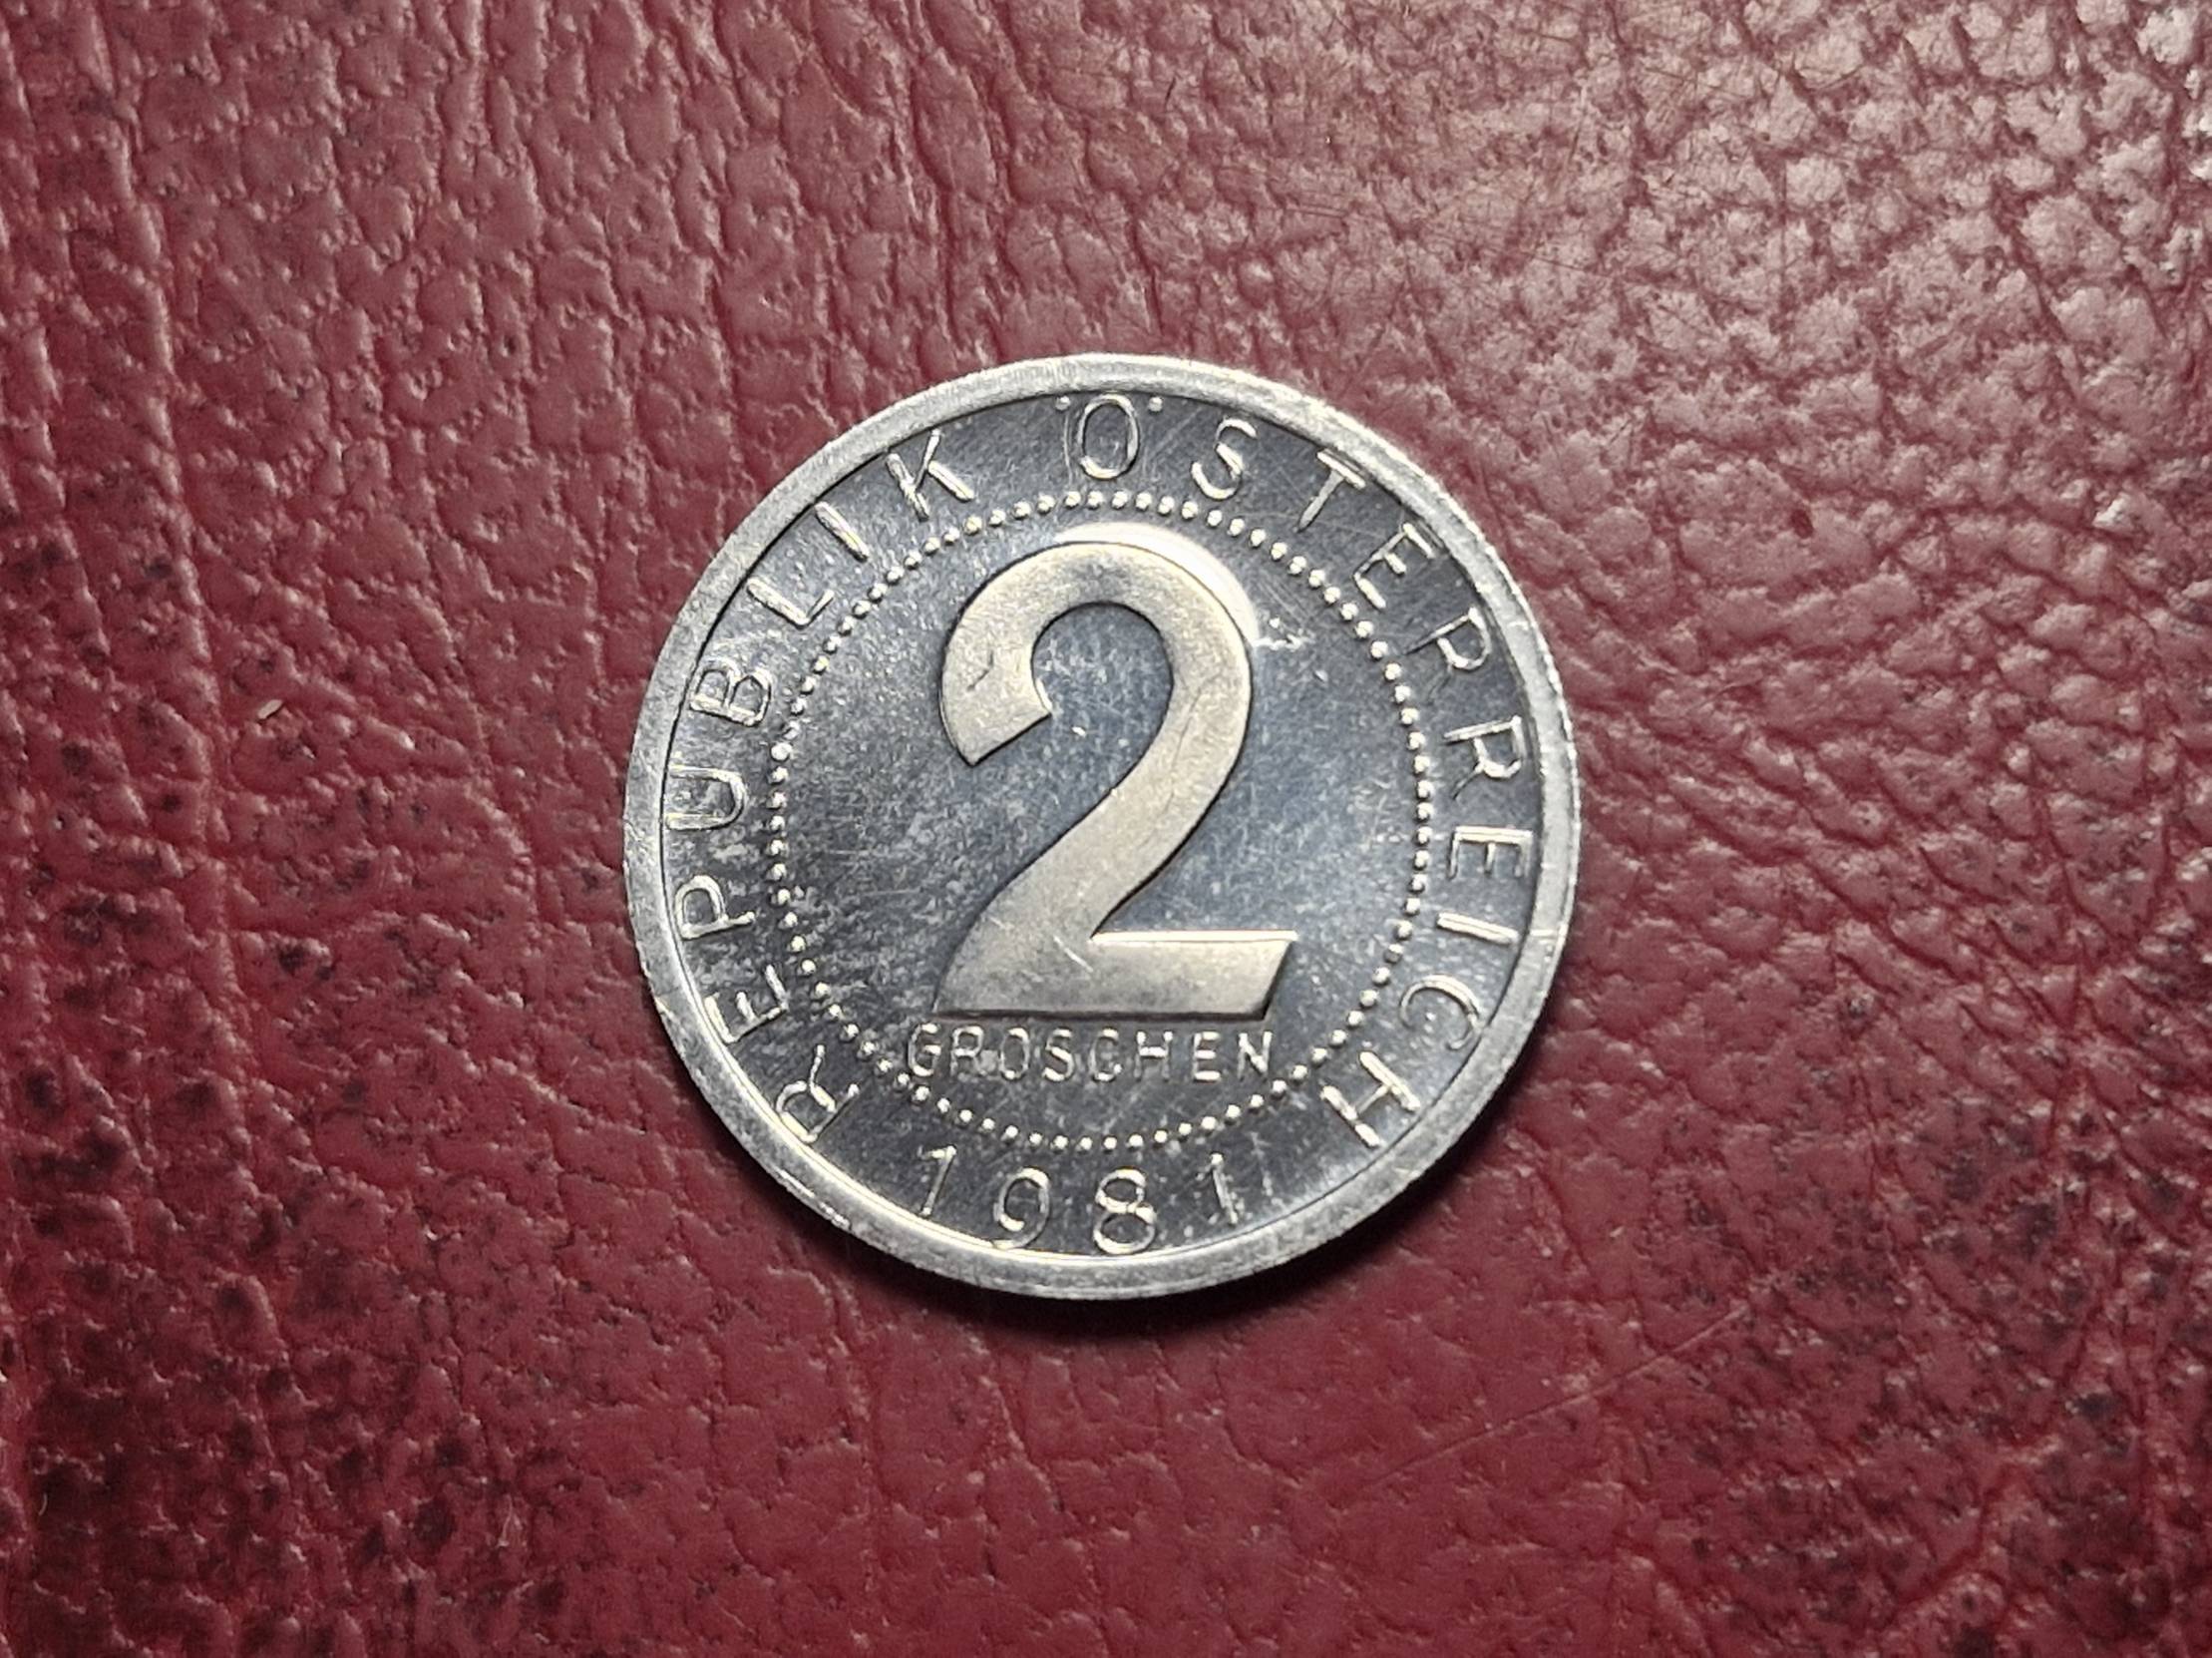 REPUBLIK ÖSTERREICH
2
GROSCHEN
1981